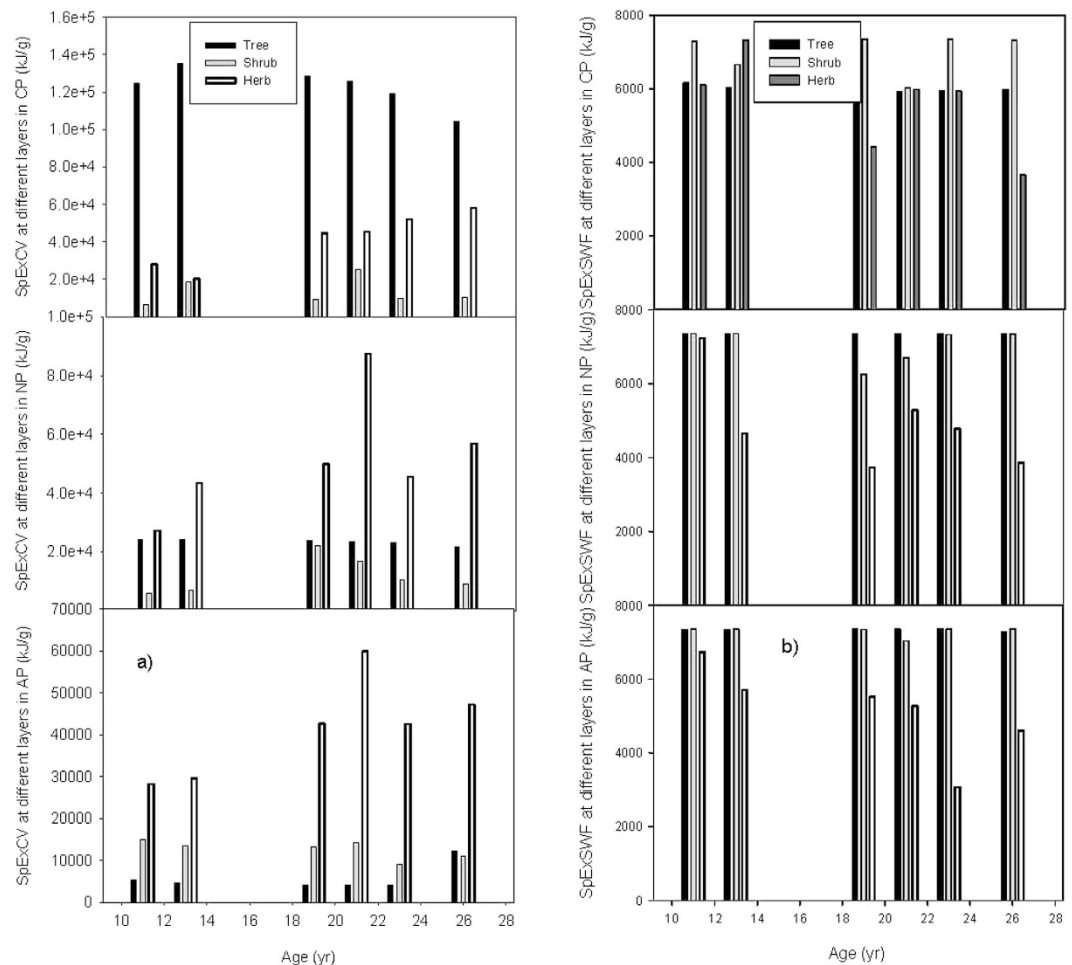 SpExCV at different layers in CP (kJ/g)
1.6e+5
1.4e+5
1.2e+5
1.0e+5
8.0e+4
6.0e+4
4.0e+4
2.0e+4
Tree
Shrub
Herb
SpExCV at different layers in NP (kJ/g)
1.0e+5
8.0e+4
6.0e+4
4.0e+4
2.0e+4
SpExCV at different layers in AP (kJ/g)
70000
60000
50000
40000
30000
20000
10000
0
a)
10 12 14 16 18 20 22 24 26 28
Age (yr)
SpExSWF at different layers in CP (kJ/g)
8000
6000
4000
2000
Tree
Shrub
Herb
SpExSWF at different layers in NP (kJ/g)
8000
6000
4000
2000
SpExSWF at different layers in AP (kJ/g)
8000
6000
4000
2000
0
b)
10 12 14 16 18 20 22 24 26 28
Age (yr)